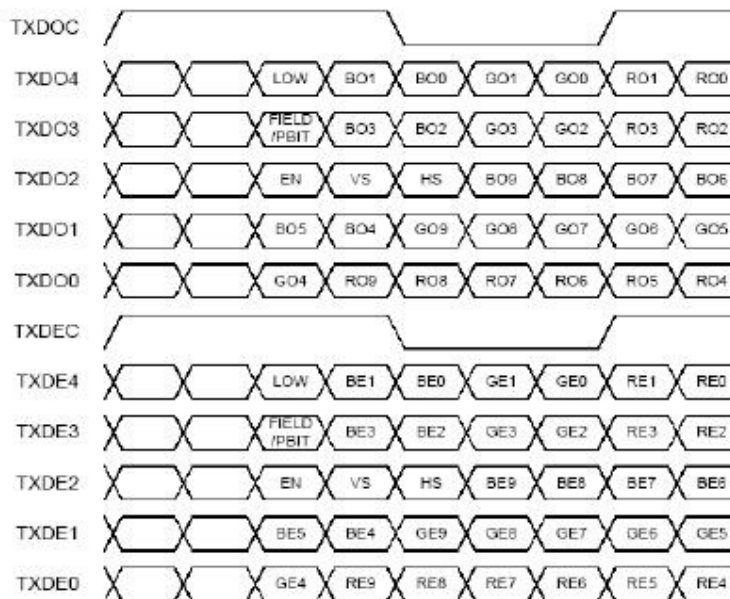 TXDOC
TXDO4 LOW BO1 BO0 GO1 GO0 RO1 RO0
TXDO3 FIELD /PBIT BO3 BO2 GO3 GO2 RO3 RO2
TXDO2 EN VS HS BO9 BO8 BO7 BO6
TXDO1 BO5 BO4 GO9 GO8 GO7 GO6 GO5
TXDO0 GO4 RO9 RO8 RO7 RO6 RO5 RO4
TXDEC
TXDE4 LOW BE1 BE0 GE1 GE0 RE1 RE0
TXDE3 FIELD /PBIT BE3 BE2 GE3 GE2 RE3 RE2
TXDE2 EN VS HS BE9 BE8 BE7 BE6
TXDE1 BE5 BE4 GE9 GE8 GE7 GE6 GE5
TXDE0 GE4 RE9 RE8 RE7 RE6 RE5 RE4